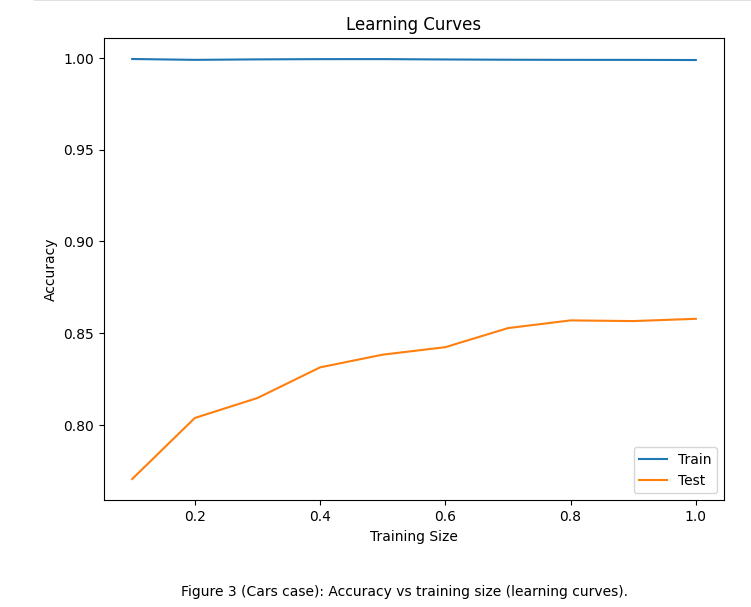 Learning Curves
1.00
0.95
0.90
0.85
0.80
Accuracy
Train
Test
0.2 0.4 0.6 0.8 1.0
Training Size
Figure 3 (Cars case): Accuracy vs training size (learning curves).